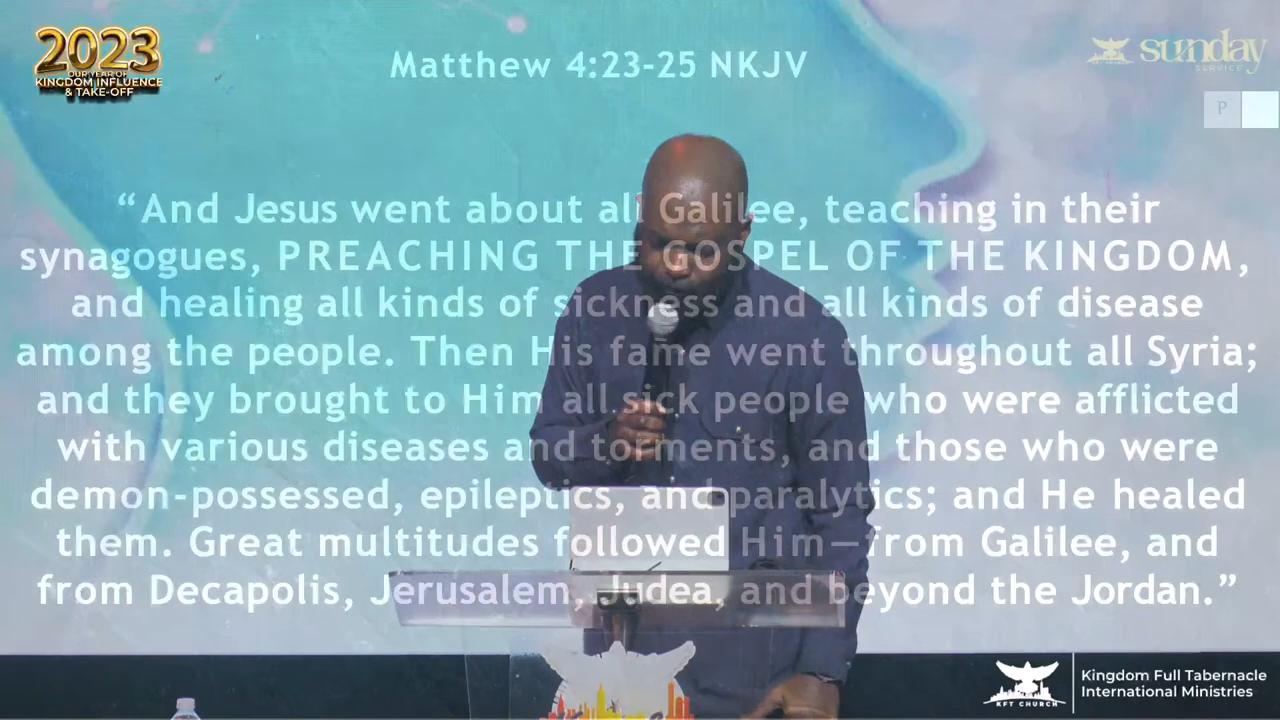 2023
OUR YEAR OF
KINGDOM INFLUENCE
& TAKE-OFF
Matthew 4:23-25 NKJV
sunday
SERVICE
P
“And Jesus went about all Galilee, teaching in their
synagogues, PREACHING THE GOSPEL OF THE KINGDOM,
and healing all kinds of sickness and all kinds of disease
among the people. Then His fame went throughout all Syria;
and they brought to Him all sick people who were afflicted
with various diseases and torments, and those who were
demon-possessed, epileptics, and paralytics; and He healed
them. Great multitudes followed Him—from Galilee, and
from Decapolis, Jerusalem, Judea, and beyond the Jordan.”
KFT CHURCH
Kingdom Full Tabernacle
International Ministries